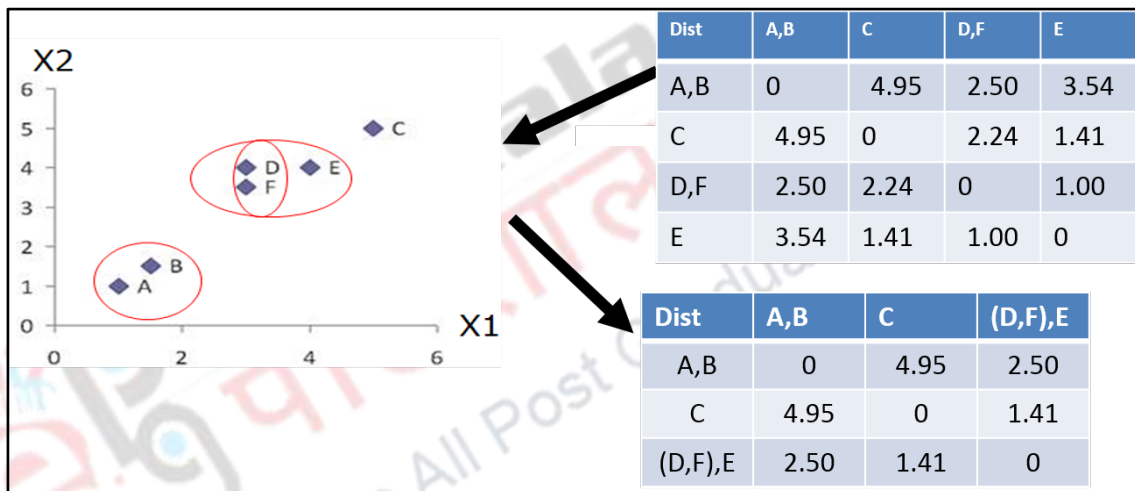 X2
6
5
4
3
2
1
0
0 2 4 6
X1
C
D
E
F
B
A
Dist A,B C D,F E
A,B 0 4.95 2.50 3.54
C 4.95 0 2.24 1.41
D,F 2.50 2.24 0 1.00
E 3.54 1.41 1.00 0
Dist A,B C (D,F),E
A,B 0 4.95 2.50
C 4.95 0 1.41
(D,F),E 2.50 1.41 0
All Post